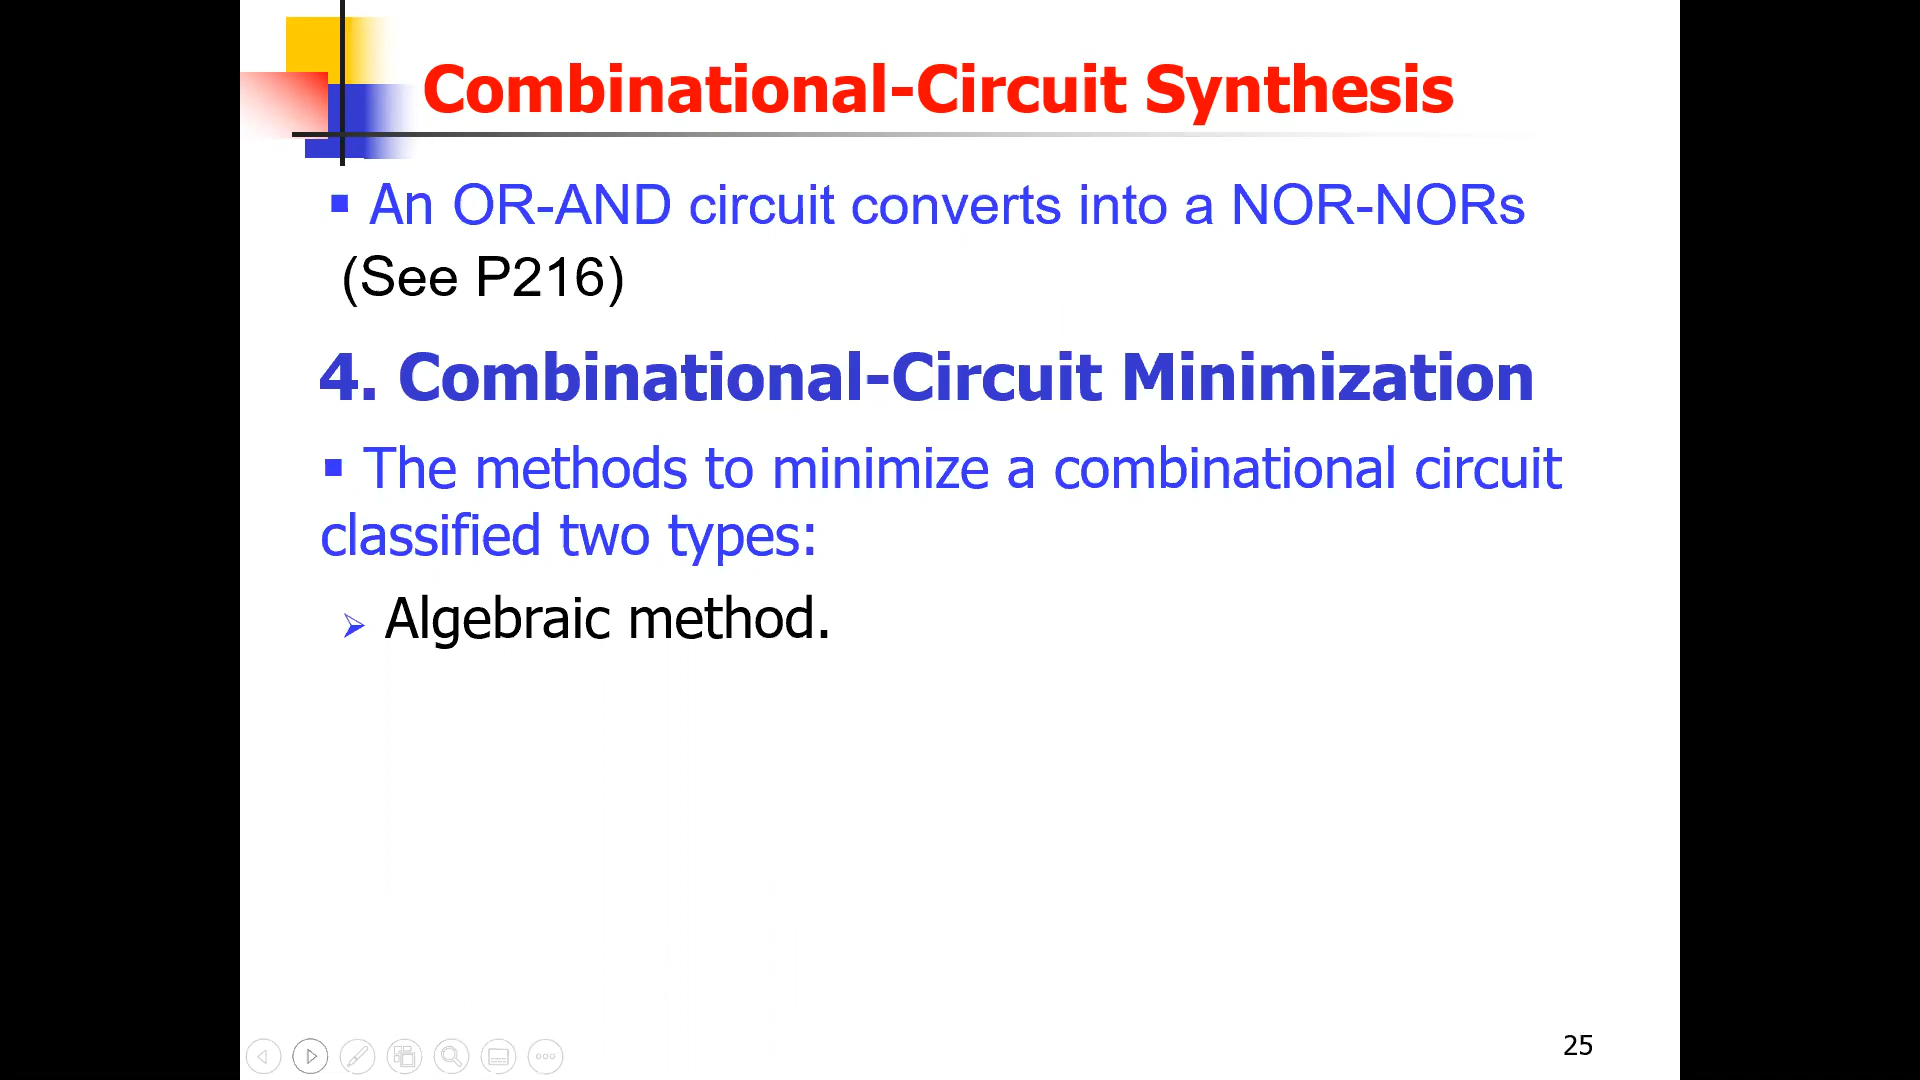 Combinational-Circuit Synthesis
▪ An OR-AND circuit converts into a NOR-NORs
(See P216)
4. Combinational-Circuit Minimization
▪ The methods to minimize a combinational circuit
classified two types:
➢ Algebraic method.
25